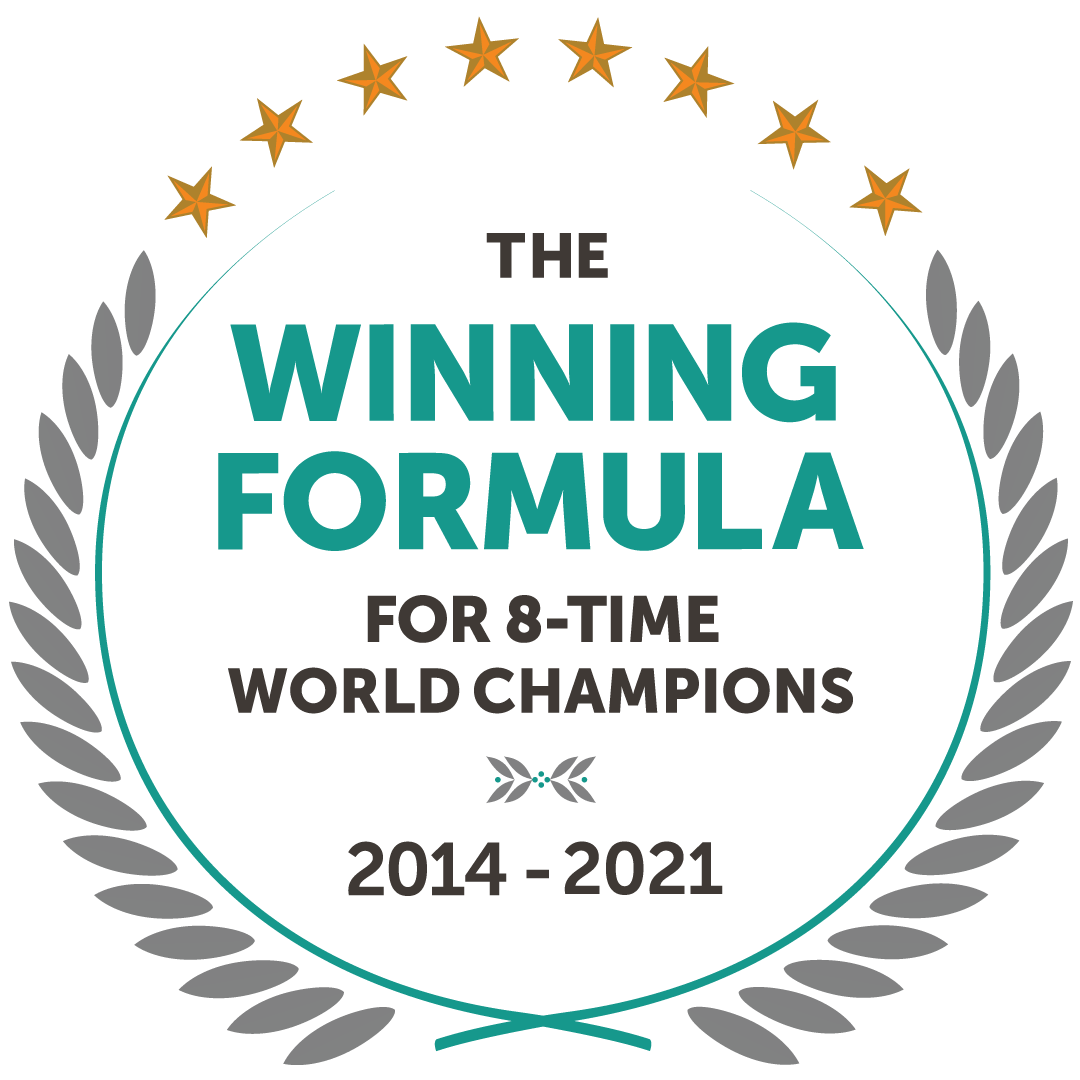 THE
WINNING
FORMULA
FOR 8-TIME
WORLD CHAMPIONS
2014 - 2021